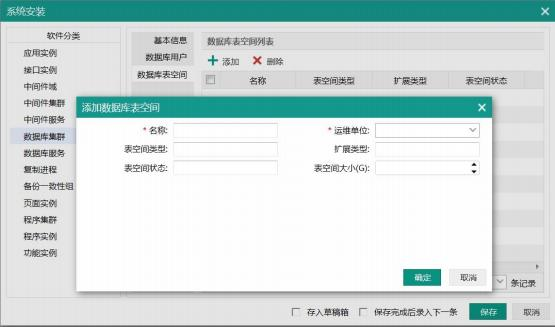 系统安装
软件分类
应用实例
接口实例
中间件域
中间件集群
中间件服务
数据库集群
数据库服务
复制进程
备份一致性组
页面实例
程序集群
程序实例
功能实例
基本信息
数据库用户
数据库表空间
数据库表空间列表
添加 删除
名称 表空间类型 扩展类型 表空间状态
添加数据库表空间
* 名称: * 运维单位:
表空间类型: 扩展类型:
表空间状态: 表空间大小(G):
确定 取消
条记录
存入草稿箱 保存完成后录入下一条 保存 取消